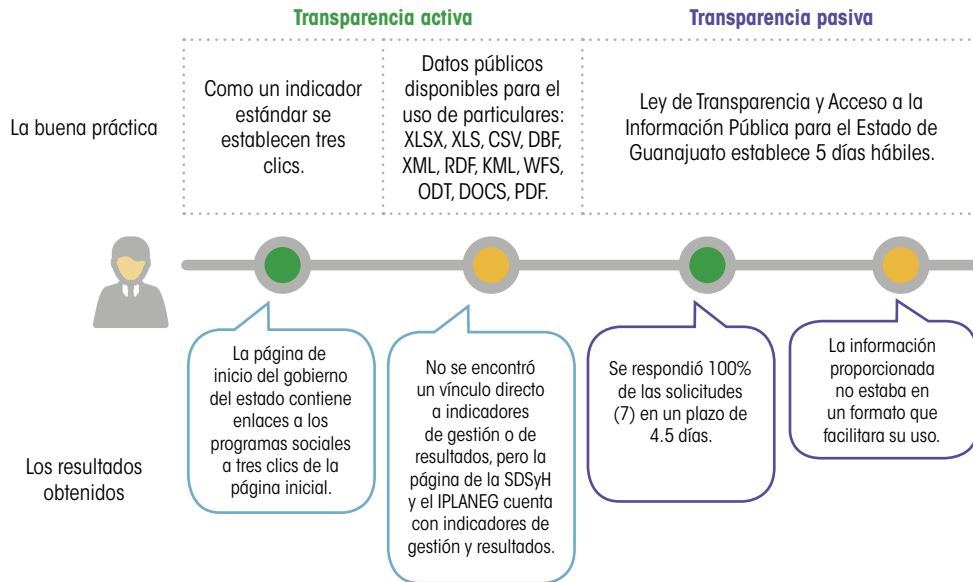 Transparencia activa
Transparencia pasiva
La buena práctica
Como un indicador
estándar se
establecen tres
clics.
Datos públicos
disponibles para el
uso de particulares:
XLSX, XLS, CSV, DBF,
XML, RDF, KML, WFS,
ODT, DOCS, PDF.
Ley de Transparencia y Acceso a la
Información Pública para el Estado de
Guanajuato establece 5 días hábiles.
Los resultados
obtenidos
La página de
inicio del gobierno
del estado contiene
enlaces a los
programas sociales
a tres clics de la
página inicial.
No se encontró
un vínculo directo
a indicadores
de gestión o de
resultados, pero la
página de la SDSyH
y el IPLANEG cuenta
con indicadores de
gestión y resultados.
Se respondió 100%
de las solicitudes
(7) en un plazo de
4.5 días.
La información
proporcionada
no estaba en
un formato que
facilitara su uso.